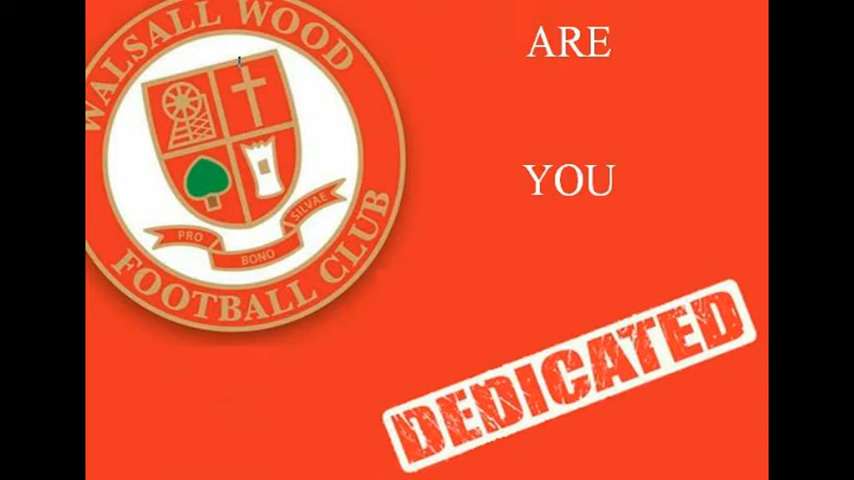 WALSALL WOOD
FOOTBALL CLUB
PRO BONO SILVAE
ARE
YOU
DEDICATED